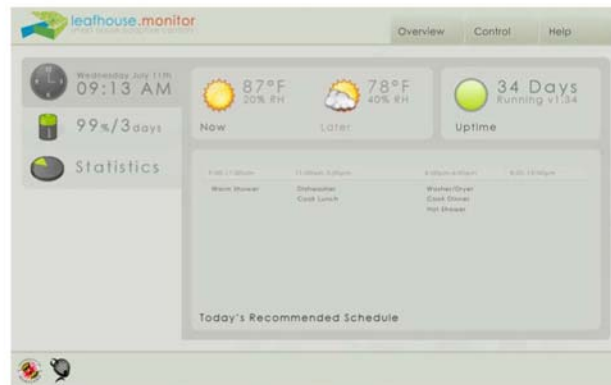 leafhouse.monitor
Overview
Control
Help
Wednesday July 11th
09:13 AM
99%/3 days
Statistics
87°F
20% RH
Now
78°F
40% RH
Later
34 Days
Running v1.34
Uptime
Warm Shower
Dishwasher
Cook Lunch
Washer/Dryer
Cook Dinner
Hot Shower
Today's Recommended Schedule